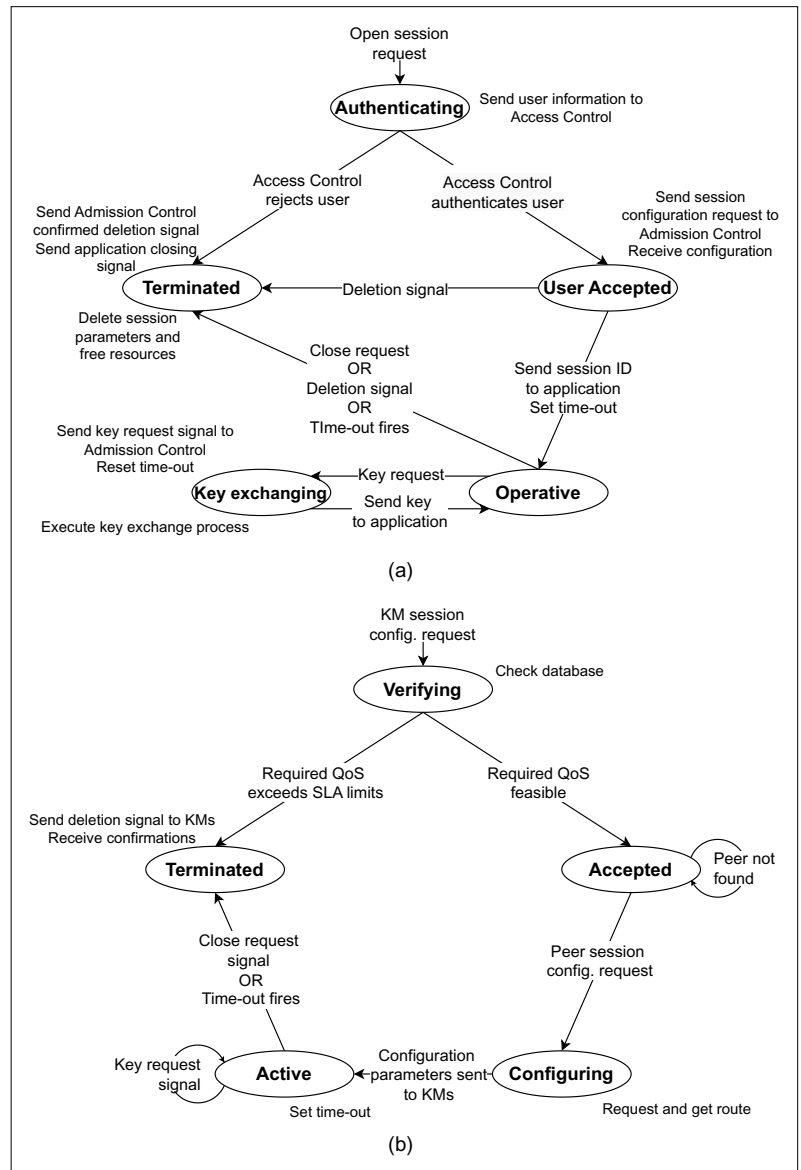 Open session
request
Authenticating
Send user information to
Access Control
Access Control
rejects user
Access Control
authenticates user
Send Admission Control
confirmed deletion signal
Send application closing
signal
Send session
configuration request to
Admission Control
Receive configuration
Terminated
Deletion signal
User Accepted
Delete session
parameters and
free resources
Close request
OR
Deletion signal
OR
TIme-out fires
Send session ID
to application
Set time-out
Send key request signal to
Admission Control
Reset time-out
Key exchanging
Key request
Send key
to application
Operative
Execute key exchange process
(a)
KM session
config. request
Verifying
Check database
Required QoS
exceeds SLA limits
Required QoS
feasible
Send deletion signal to KMs
Receive confirmations
Terminated
Accepted
Peer not
found
Close request
signal
OR
Time-out fires
Peer session
config. request
Key request
signal
Active
Configuration
parameters sent
to KMs
Configuring
Set time-out
Request and get route
(b)